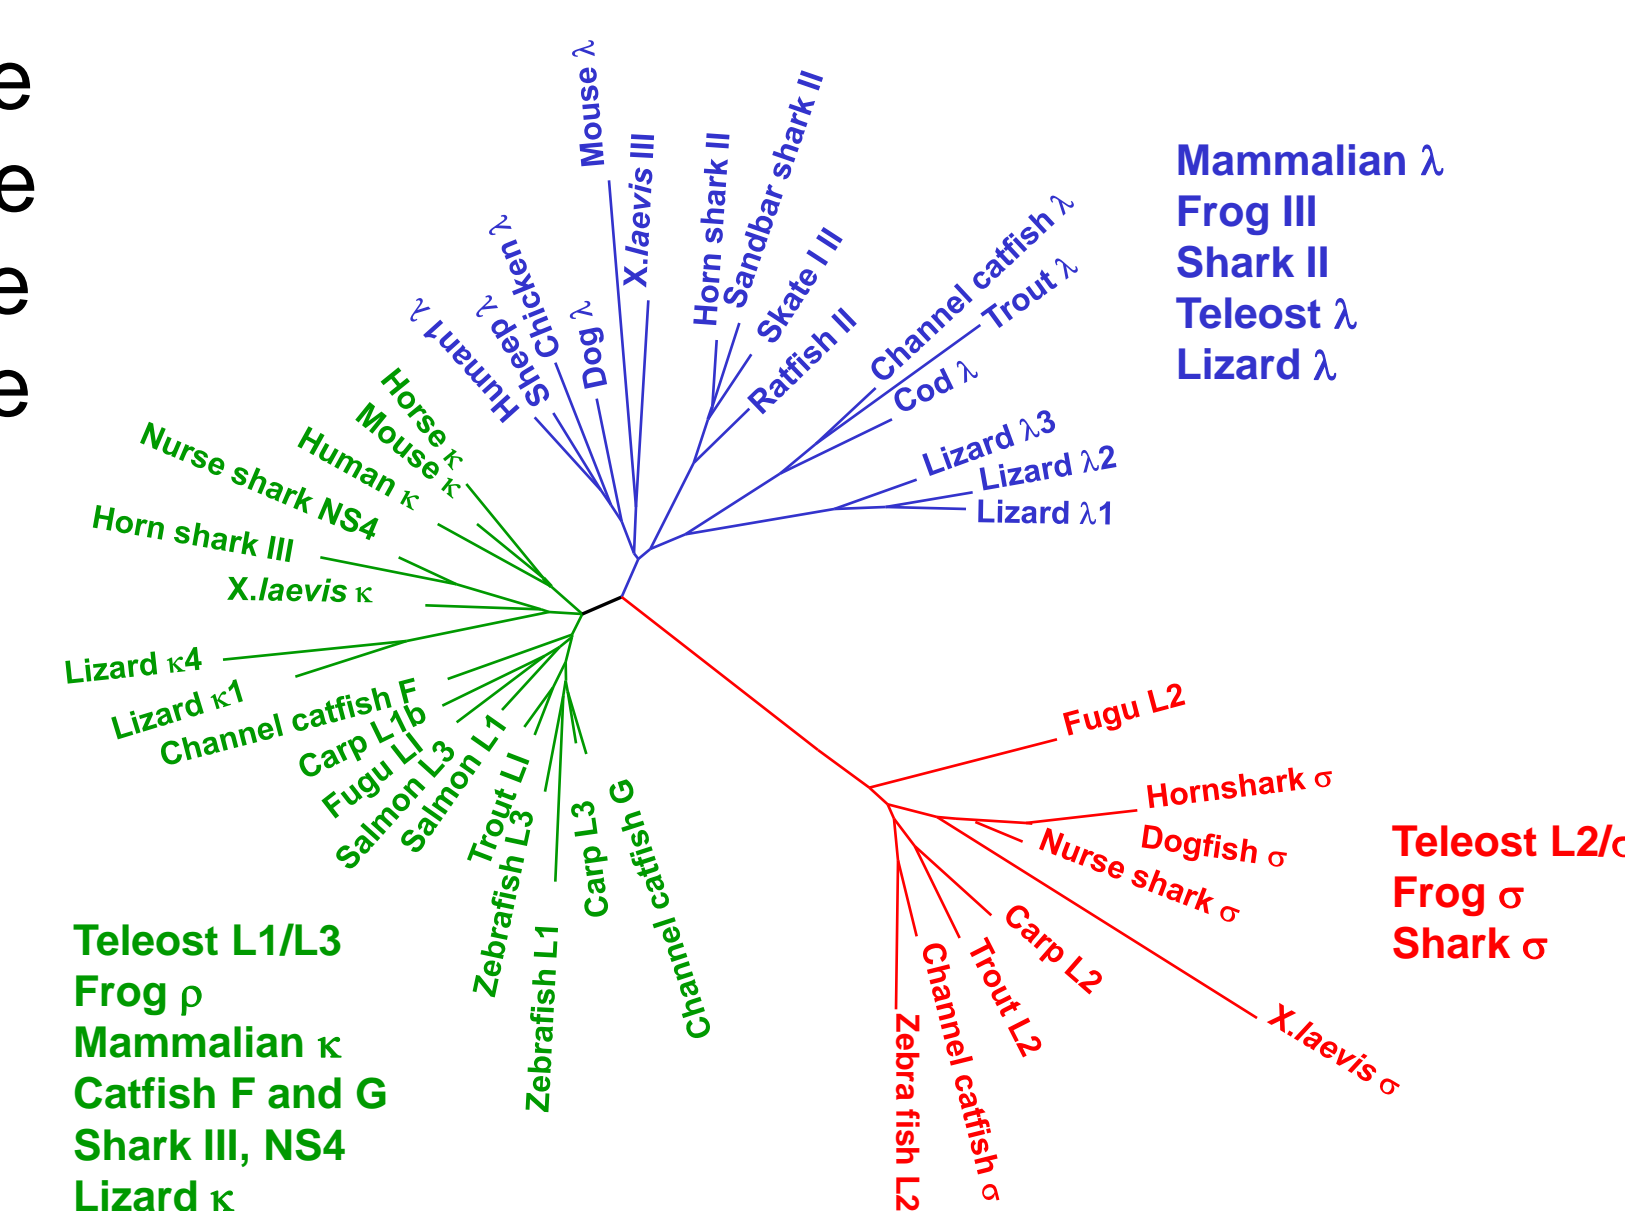 e
e
e
e
Mouse λ
X.laevis III
Horn shark II
Sandbar shark II
Skate I II
Ratfish II
Channel catfish λ
Trout λ
Cod λ
Lizard λ3
Lizard λ2
Lizard λ1
Chicken λ
Dog λ
Sheep λ
Human1 λ
Mammalian λ
Frog III
Shark II
Teleost λ
Lizard λ
Horse κ
Mouse κ
Human κ
Nurse shark NS4
Horn shark III
X.laevis κ
Lizard κ4
Lizard κ1
Channel catfish F
Carp L1b
Fugu LI
Salmon L3
Salmon L1
Trout LI
Zebrafish L3
Zebrafish L1
Carp L3
Channel catfish G
Teleost L1/L3
Frog ρ
Mammalian κ
Catfish F and G
Shark III, NS4
Lizard κ
Fugu L2
Hornshark σ
Dogfish σ
Nurse shark σ
X.laevis σ
Carp L2
Trout L2
Channel catfish σ
Zebra fish L2
Teleost L2/σ
Frog σ
Shark σ